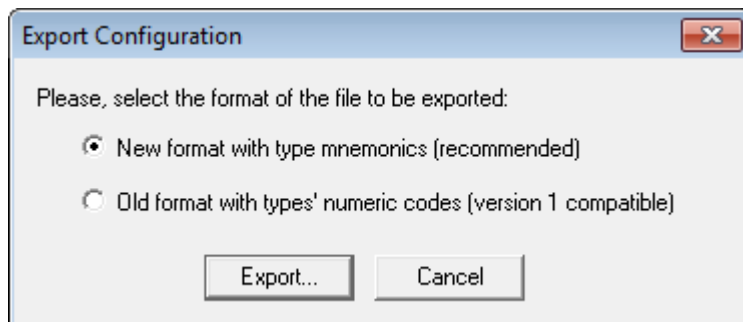 Export Configuration
Please, select the format of the file to be exported:
New format with type mnemonics (recommended)
Old format with types' numeric codes (version 1 compatible)
Export... Cancel